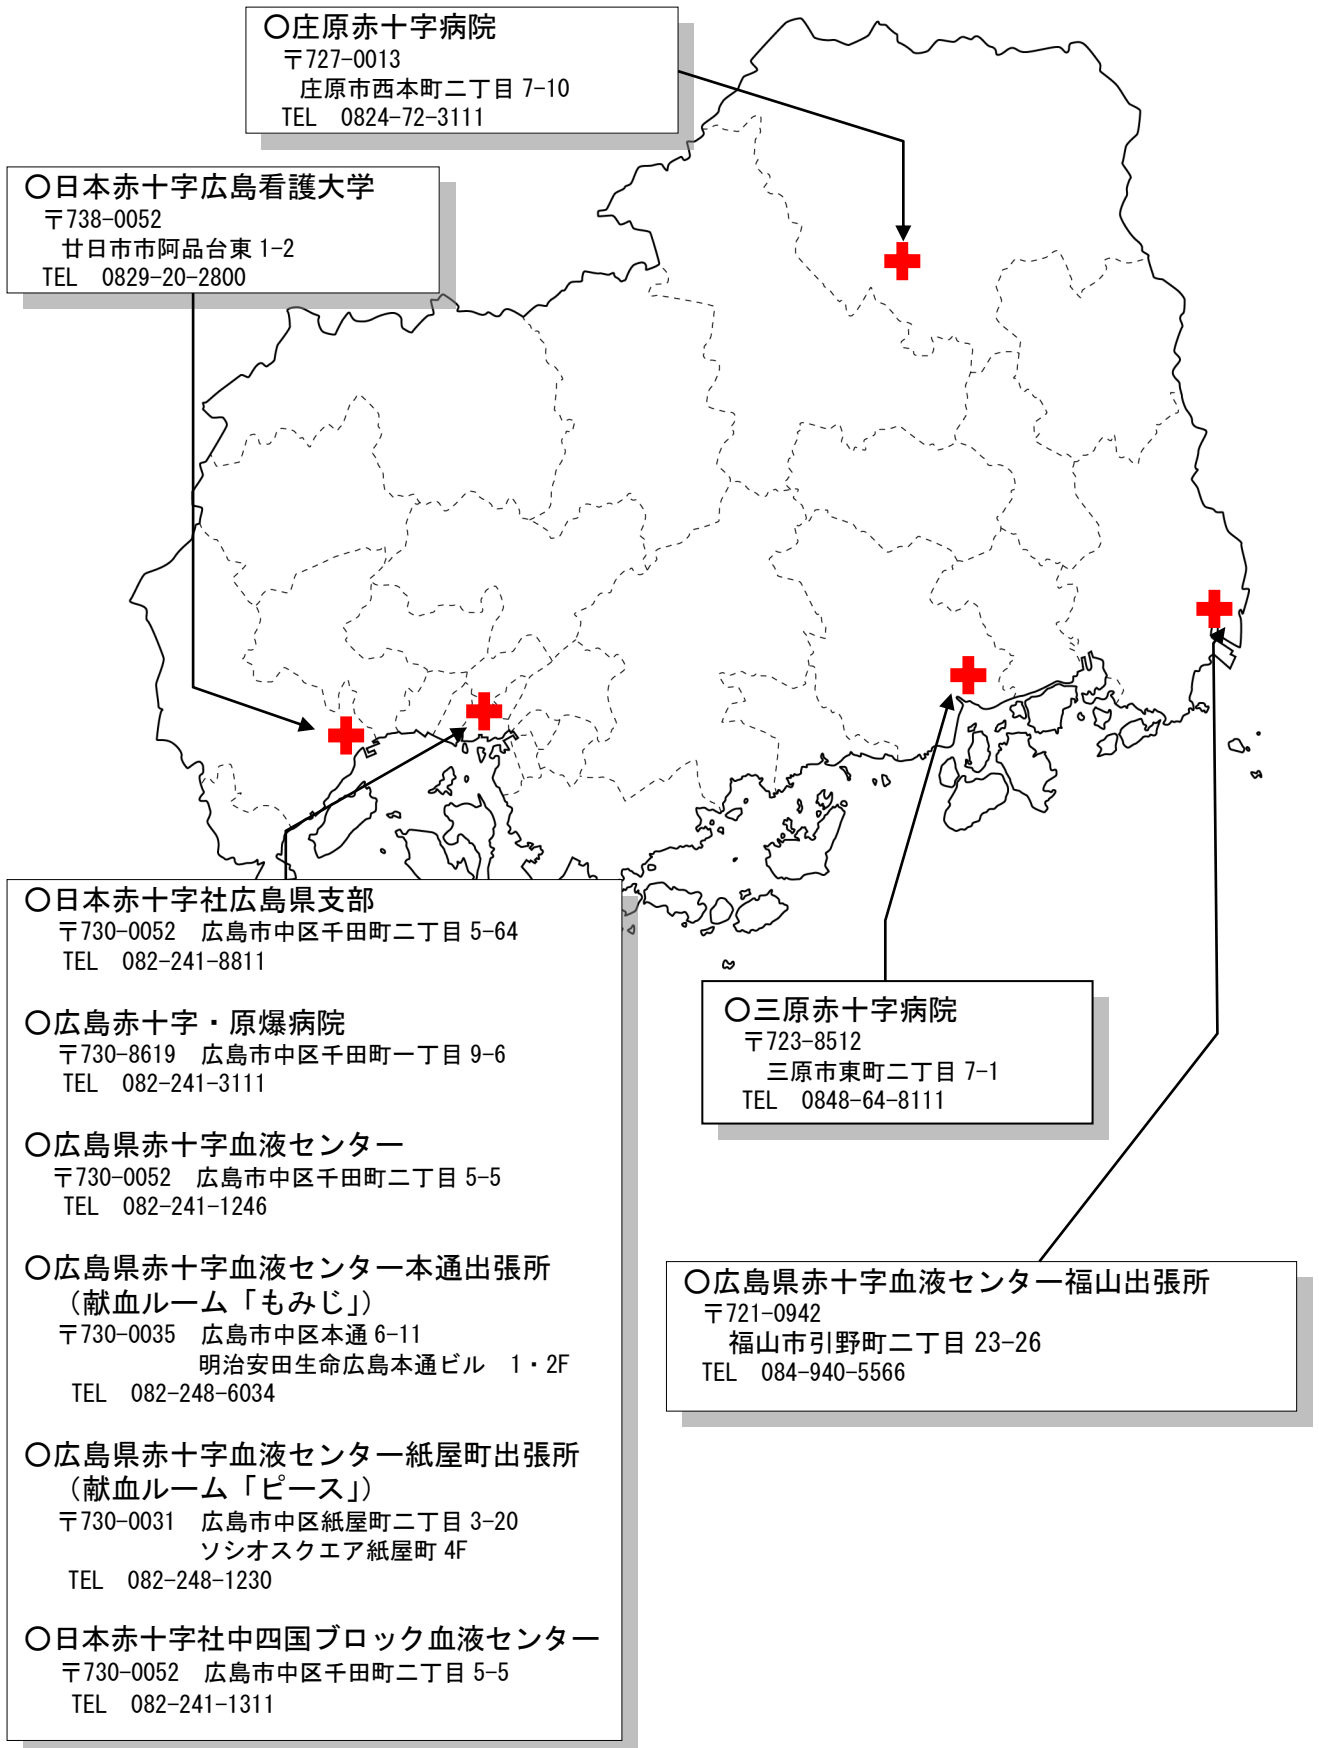 ○庄原赤十字病院
〒727-0013
庄原市西本町二丁目 7-10
TEL 0824-72-3111
○日本赤十字広島看護大学
〒738-0052
廿日市市阿品台東 1-2
TEL 0829-20-2800
○日本赤十字社広島県支部
〒730-0052 広島市中区千田町二丁目 5-64
TEL 082-241-8811
○広島赤十字・原爆病院
〒730-8619 広島市中区千田町一丁目 9-6
TEL 082-241-3111
○広島県赤十字血液センター
〒730-0052 広島市中区千田町二丁目 5-5
TEL 082-241-1246
○広島県赤十字血液センター本通出張所
（献血ルーム「もみじ」）
〒730-0035 広島市中区本通 6-11
明治安田生命広島本通ビル 1・2F
TEL 082-248-6034
○広島県赤十字血液センター紙屋町出張所
（献血ルーム「ピース」）
〒730-0031 広島市中区紙屋町二丁目 3-20
ソシオスクエア紙屋町 4F
TEL 082-248-1230
○日本赤十字社中四国ブロック血液センター
〒730-0052 広島市中区千田町二丁目 5-5
TEL 082-241-1311
○三原赤十字病院
〒723-8512
三原市東町二丁目 7-1
TEL 0848-64-8111
○広島県赤十字血液センター福山出張所
〒721-0942
福山市引野町二丁目 23-26
TEL 084-940-5566